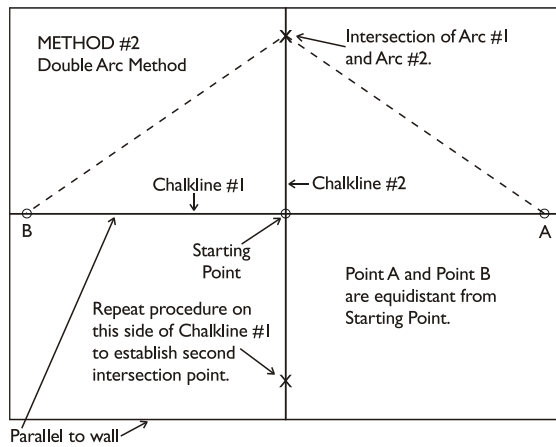 METHOD #2
Double Arc Method
Intersection of Arc #1
and Arc #2.
Chalkline #1
Chalkline #2
B
A
Starting
Point
Point A and Point B
are equidistant from
Starting Point.
Repeat procedure on
this side of Chalkline #1
to establish second
intersection point.
Parallel to wall